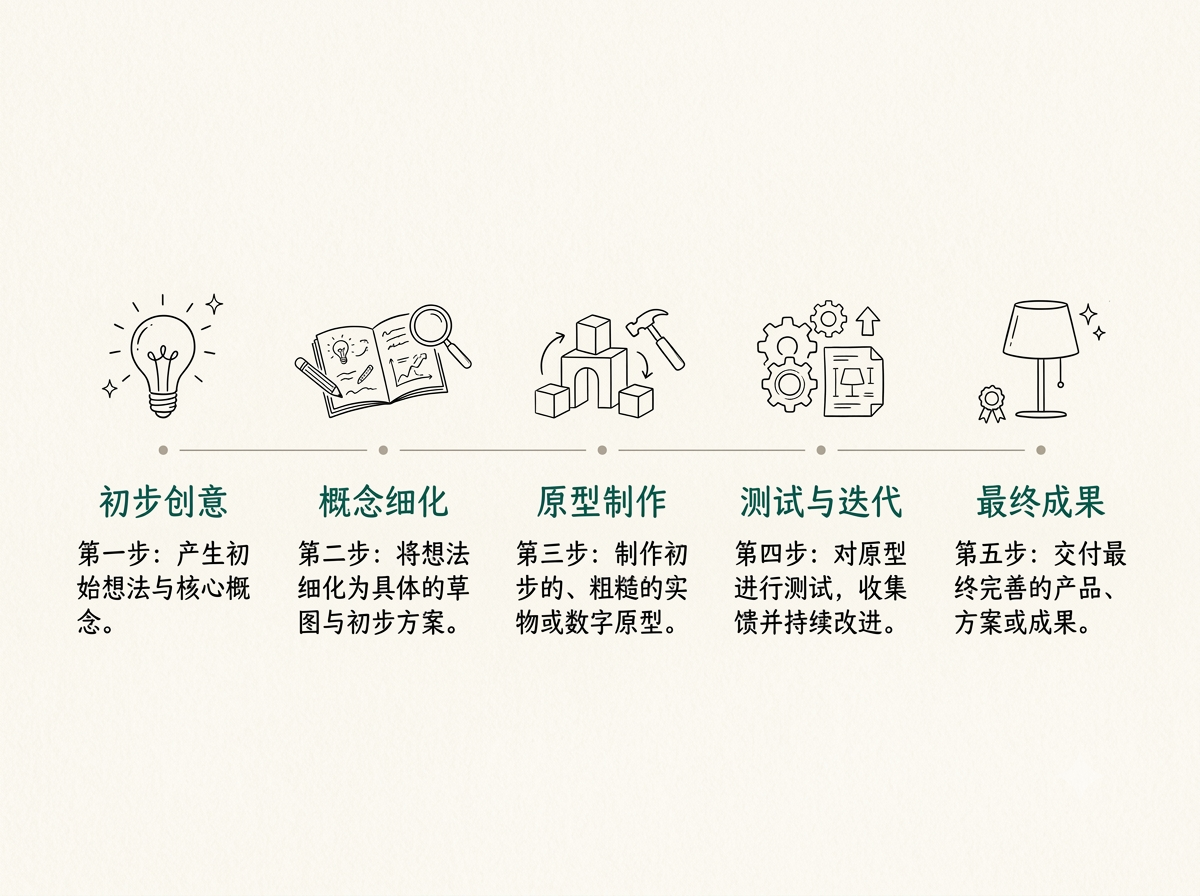 初步创意
第一步：产生初
始想法与核心概
念。
概念细化
第二步：将想法
细化为具体的草
图与初步方案。
原型制作
第三步：制作初
步的、粗糙的实
物或数字原型。
测试与迭代
第四步：对原型
进行测试，收集
馈并持续改进。
最终成果
第五步：交付最
终完善的产品、
方案或成果。